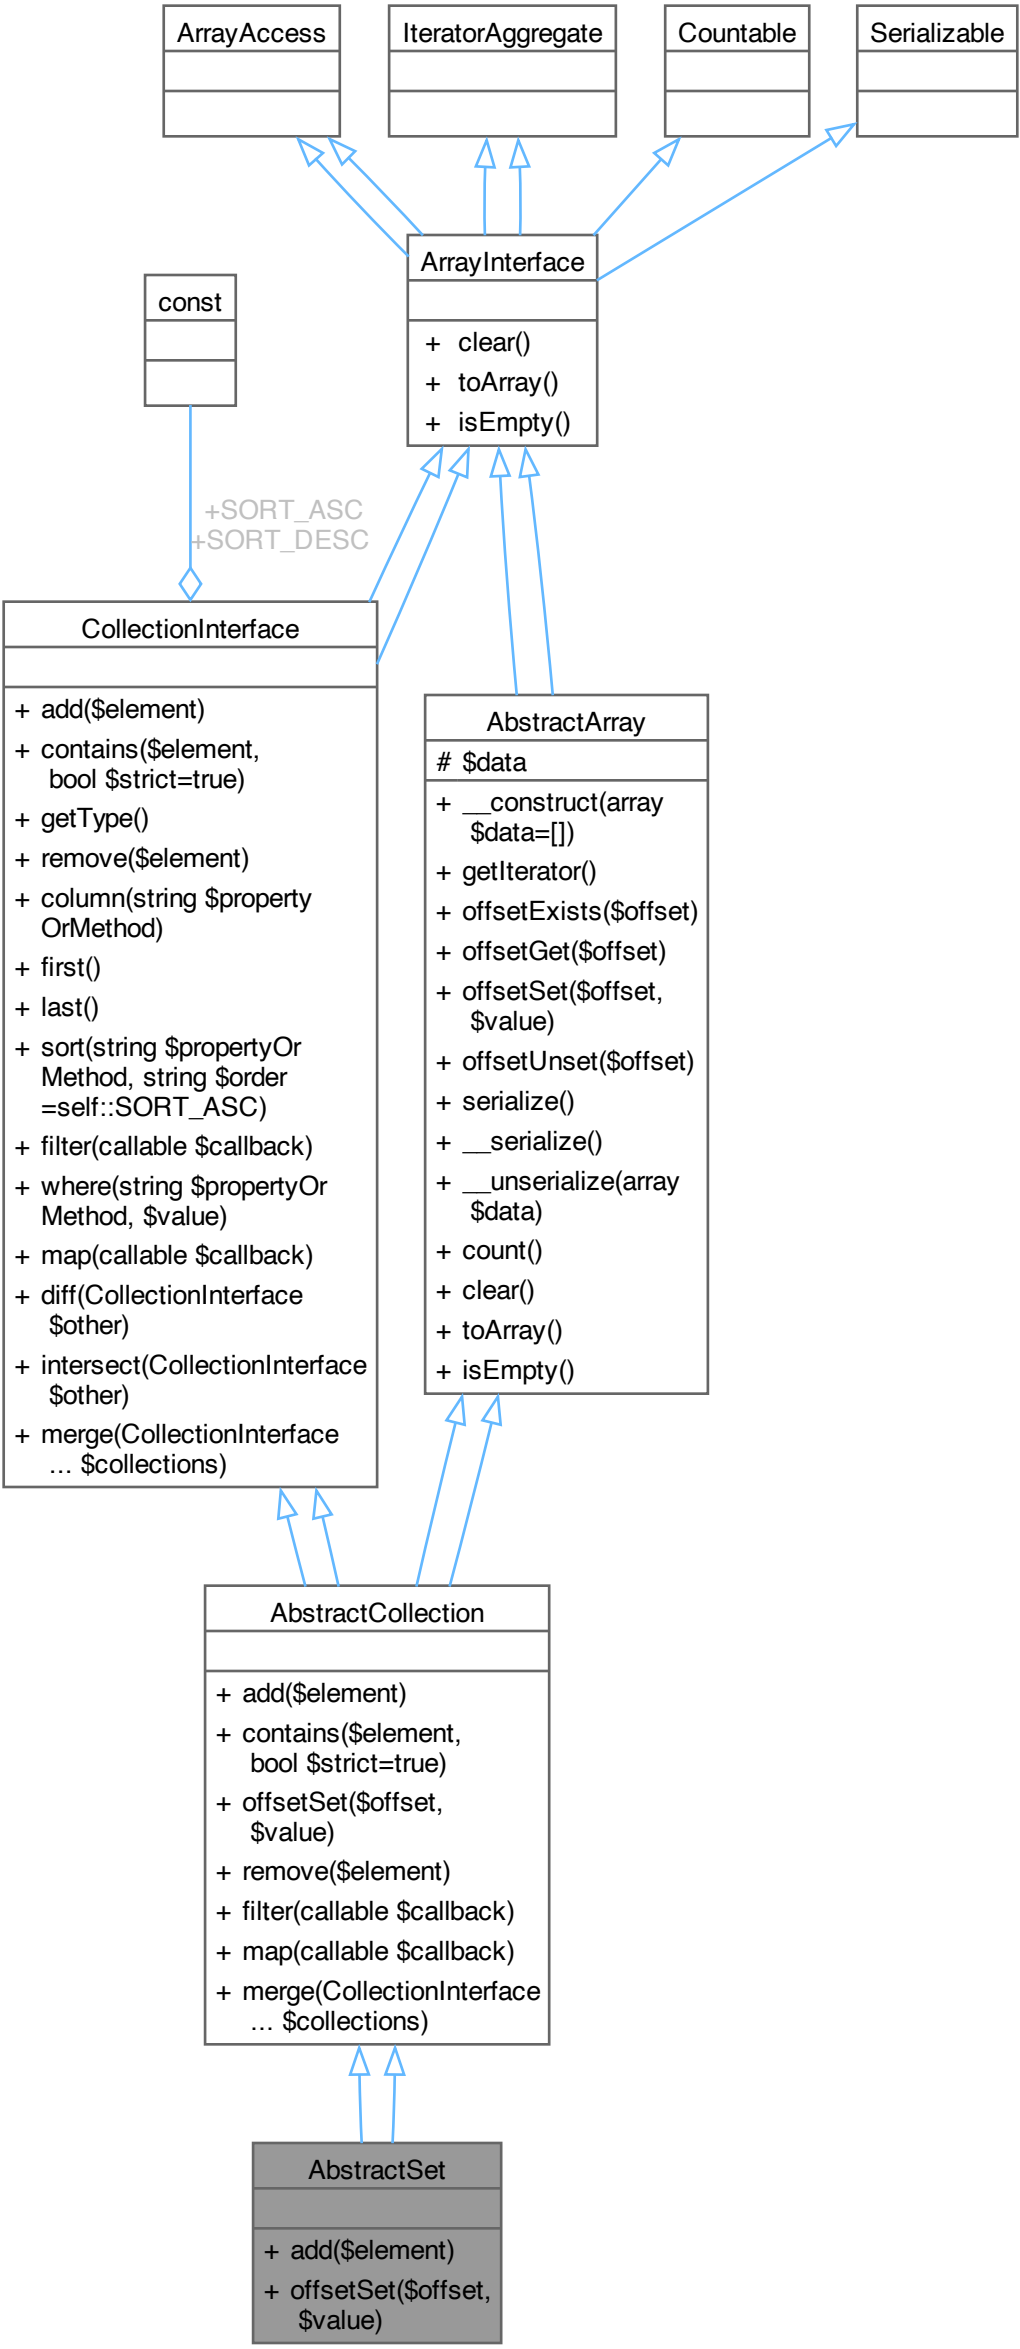 ArrayAccess
IteratorAggregate
Countable
Serializable
ArrayInterface
+ clear()
+ toArray()
+ isEmpty()
const
+SORT_ASC
+SORT_DESC
CollectionInterface
+ add($element)
+ contains($element,
bool $strict=true)
+ getType()
+ remove($element)
+ column(string $property
OrMethod)
+ first()
+ last()
+ sort(string $propertyOr
Method, string $order
=self::SORT_ASC)
+ filter(callable $callback)
+ where(string $propertyOr
Method, $value)
+ map(callable $callback)
+ diff(CollectionInterface
$other)
+ intersect(CollectionInterface
$other)
+ merge(CollectionInterface
... $collections)
AbstractArray
# $data
+ __construct(array
$data=[])
+ getIterator()
+ offsetExists($offset)
+ offsetGet($offset)
+ offsetSet($offset,
$value)
+ offsetUnset($offset)
+ serialize()
+ __serialize()
+ __unserialize(array
$data)
+ count()
+ clear()
+ toArray()
+ isEmpty()
AbstractCollection
+ add($element)
+ contains($element,
bool $strict=true)
+ offsetSet($offset,
$value)
+ remove($element)
+ filter(callable $callback)
+ map(callable $callback)
+ merge(CollectionInterface
... $collections)
AbstractSet
+ add($element)
+ offsetSet($offset,
$value)